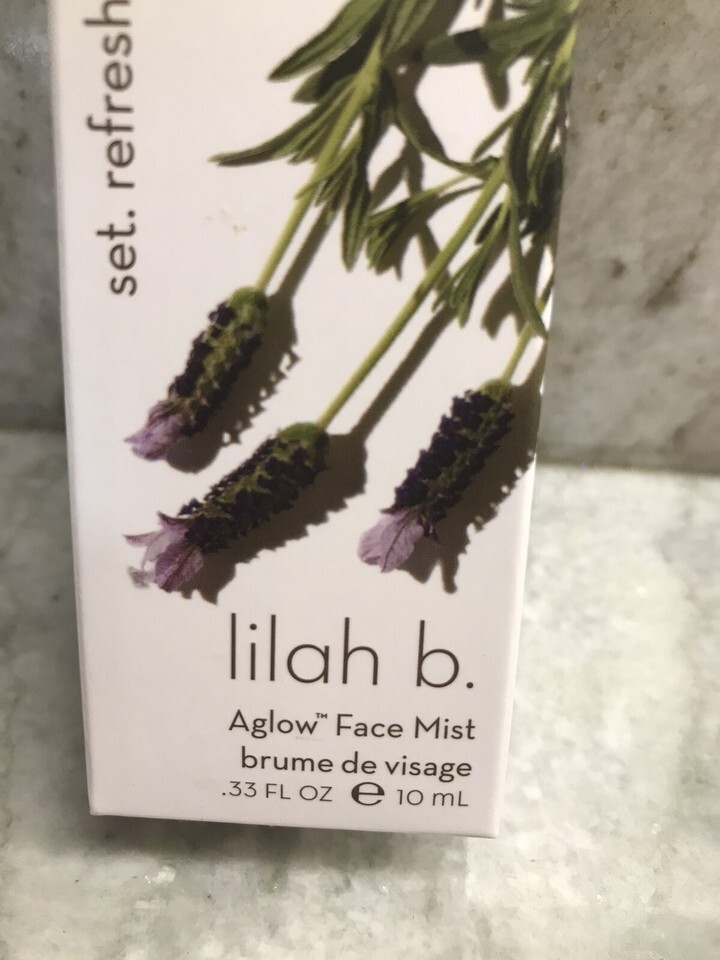 set. refresh
lilah b.
Aglow™ Face Mist
brume de visage
.33 FL OZ ℮ 10 mL